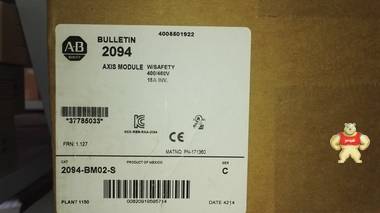 4008501922
AB
BULLETIN
2094
AXIS MODULE W/SAFETY
400/460V
15A INV.
*37785033*
FRN: 1.127
MATNO: PN-171360
CAT
PRODUCT OF MEXICO
SER
2094-BM02-S
C
PLANT 1150
DATE 4214